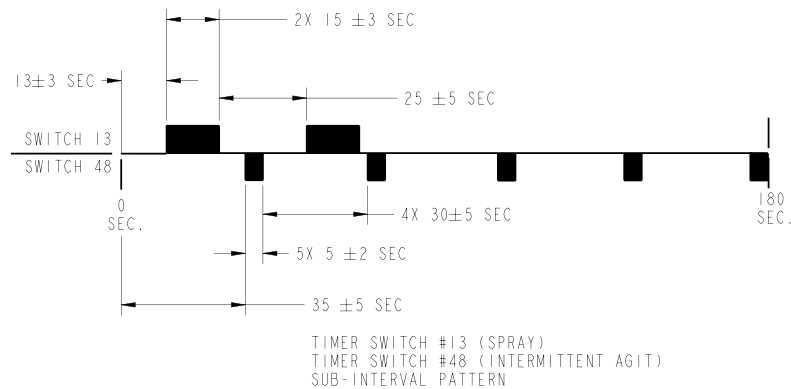 2X 15 ±3 SEC
13±3 SEC
25 ±5 SEC
SWITCH 13
SWITCH 48
0
SEC.
180
SEC.
4X 30±5 SEC
5X 5 ±2 SEC
35 ±5 SEC
TIMER SWITCH #13 (SPRAY)
TIMER SWITCH #48 (INTERMITTENT AGIT)
SUB-INTERVAL PATTERN